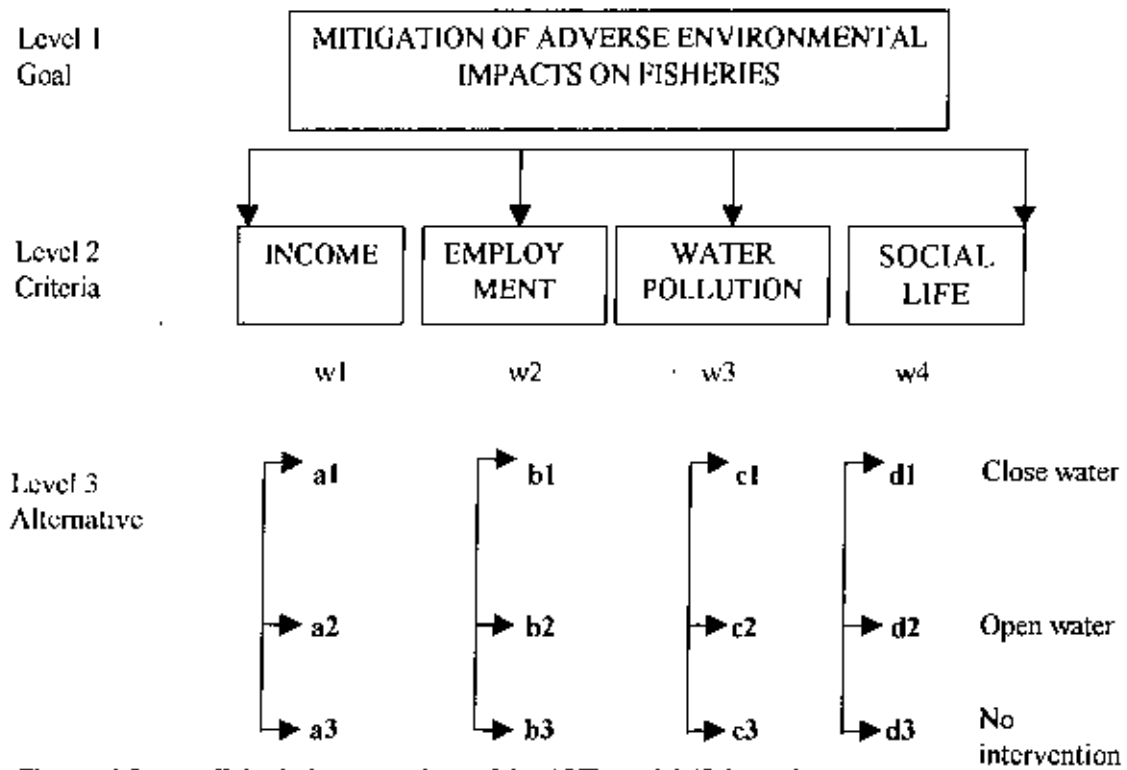 Level 1
Goal
MITIGATION OF ADVERSE ENVIRONMENTAL
IMPACTS ON FISHERIES
Level 2
Criteria
INCOME
EMPLOY
MENT
WATER
POLLUTION
SOCIAL
LIFE
w1 w2 w3 w4
Level 3
Alternative
a1 b1 c1 d1 Close water
a2 b2 c2 d2 Open water
a3 b3 c3 d3 No
intervention